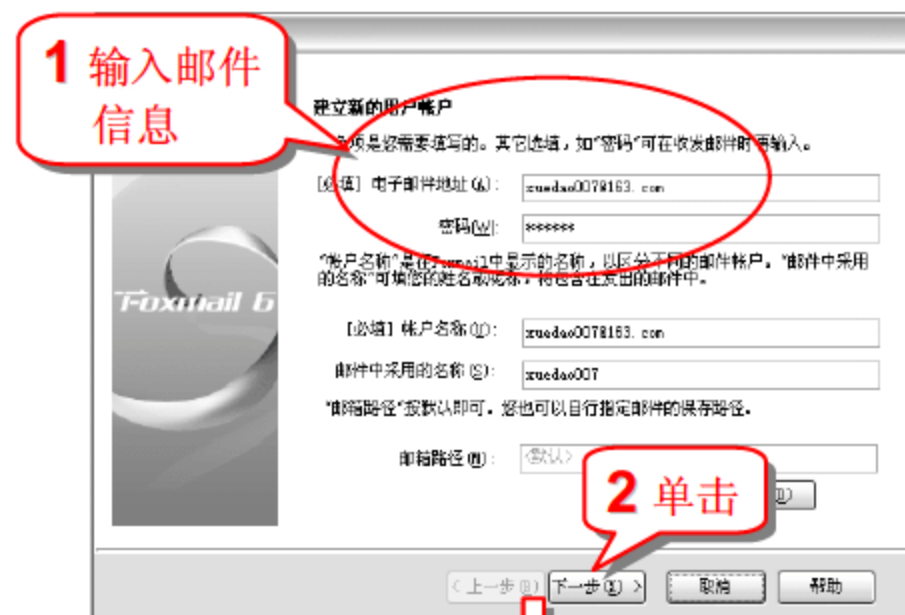 1 输入邮件
信息
建立新的用户帐户
项是您需要填写的。其它选填，如“密码”可在收发邮件时再输入。
[必填] 电子邮件地址(A):
xuedao007@163.com
密码(W):
******
“帐户名称”是在Foxmail中显示的名称，以区分不同的邮件帐户。“邮件中采用
的名称”可填您的姓名或昵称，将包含在发出的邮件中。
Foxmail 6
[必填] 帐户名称(U):
xuedao007@163.com
邮件中采用的名称(S):
xuedao007
“邮箱路径”按默认即可。您也可以自行指定邮件的保存路径。
邮箱路径(M):
<默认>
2 单击
<上一步(B)
下一步(X) >
取消
帮助